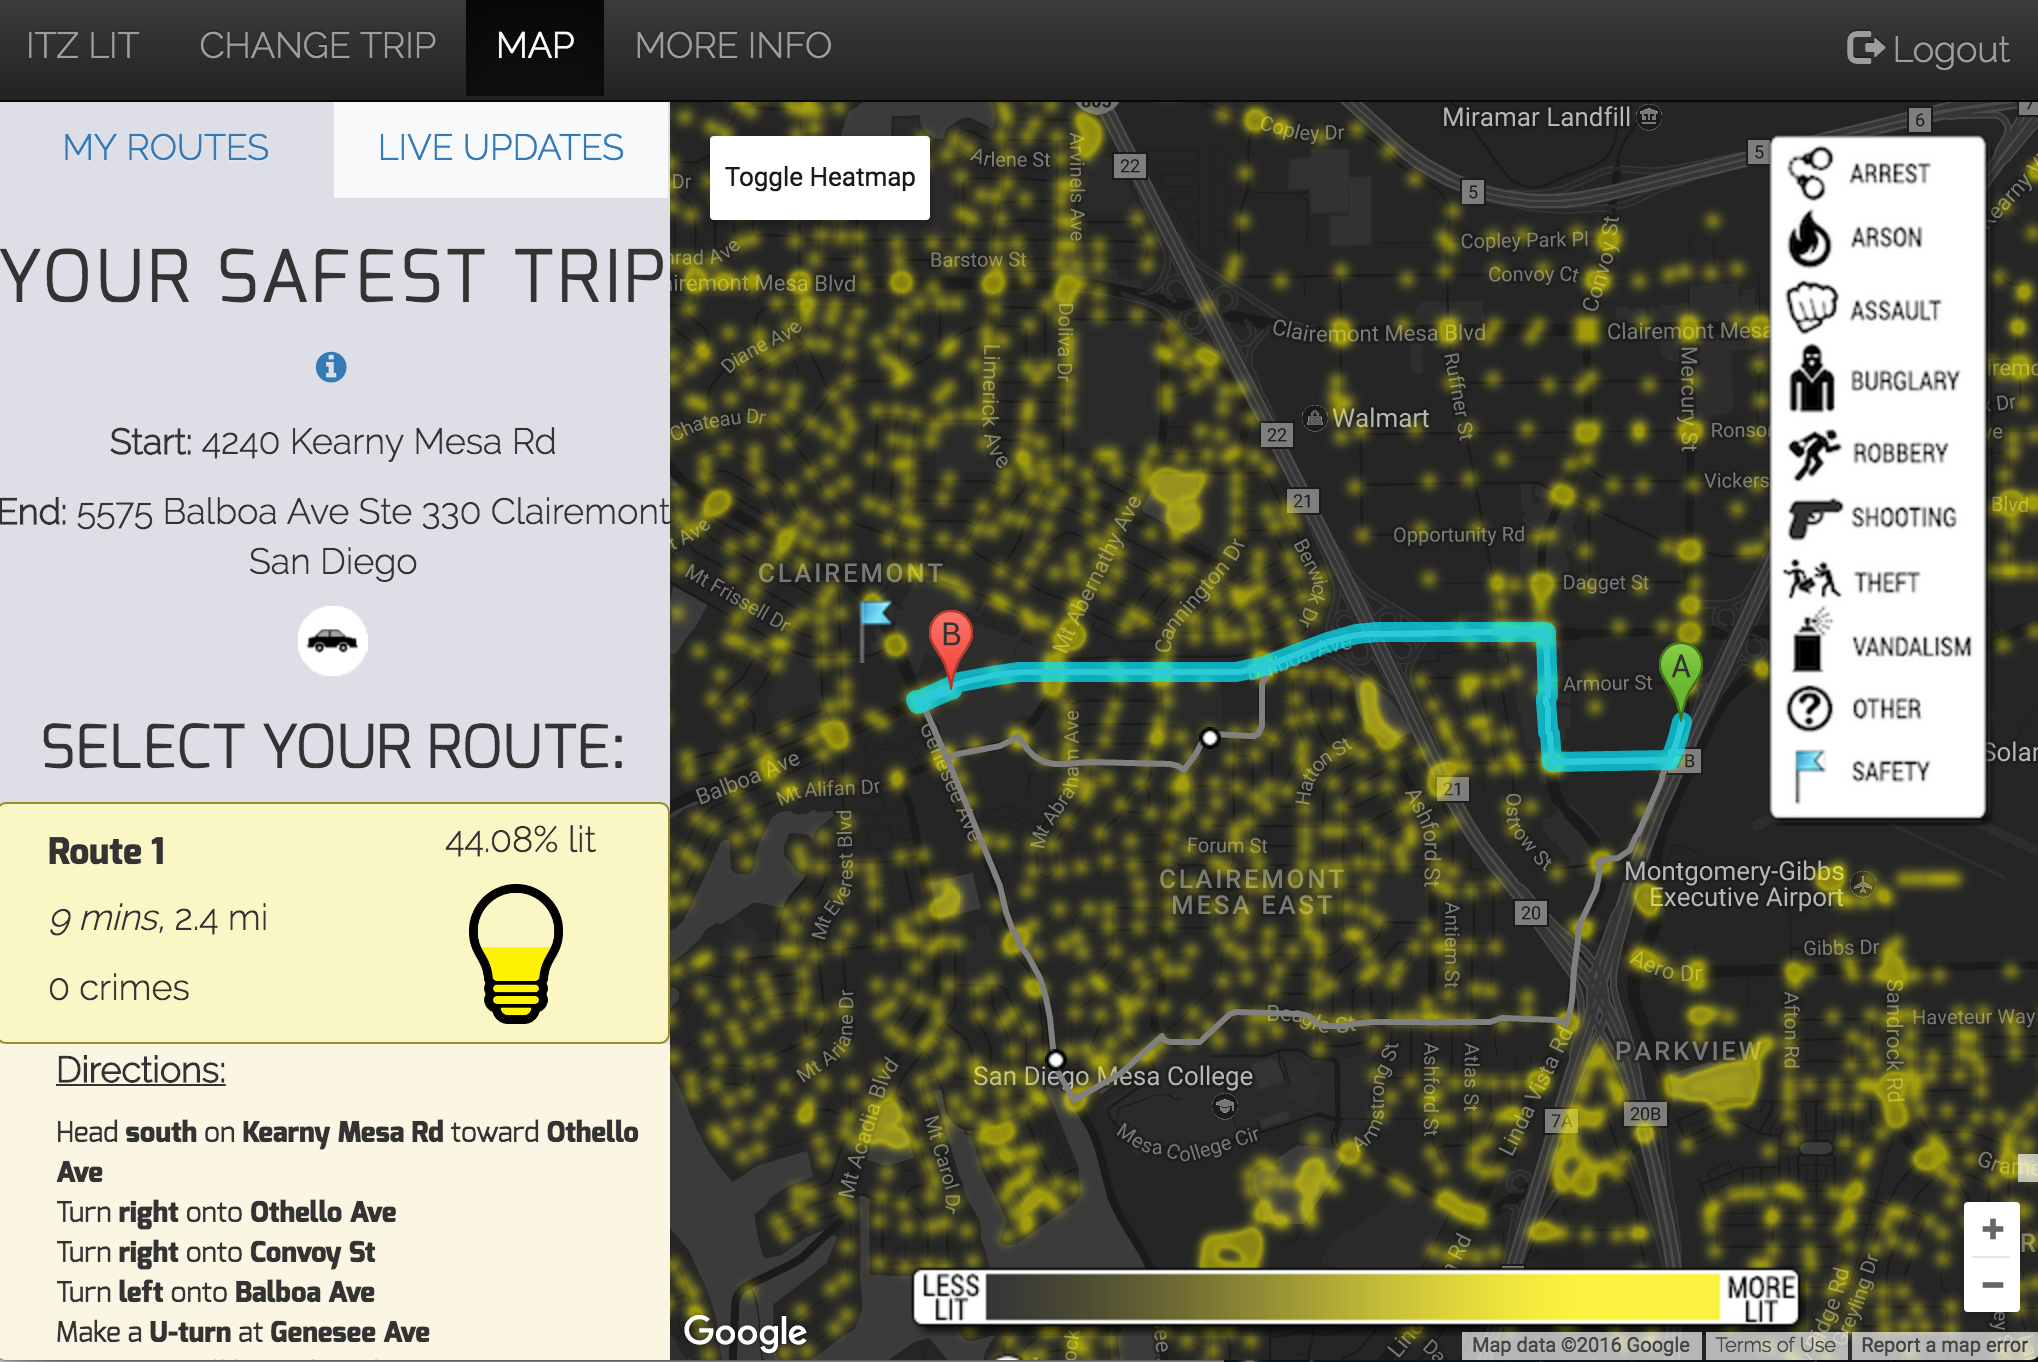 ITZ LIT
CHANGE TRIP
MAP
MORE INFO
Logout
MY ROUTES
LIVE UPDATES
YOUR SAFEST TRIP
Start: 4240 Kearny Mesa Rd
End: 5575 Balboa Ave Ste 330 Clairemont
San Diego
SELECT YOUR ROUTE:
Route 1
44.08% lit
9 mins, 2.4 mi
0 crimes
Directions:
Head south on Kearny Mesa Rd toward Othello
Ave
Turn right onto Othello Ave
Turn right onto Convoy St
Turn left onto Balboa Ave
Make a U-turn at Genesee Ave
Toggle Heatmap
Miramar Landfill
Copley Dr
Arlene St
Arvinels Ave
22
5
5
6
Dr
Copley Park Pl
Convoy Ct
Convoy St
Barstow St
Clairemont Mesa Blvd
Clairemont Mesa
Diane Ave
Doliva Dr
Limerick Ave
Ruffner St
Mercury St
Chateau Dr
Walmart
22
21
Ronso
Vickers
Opportunity Rd
Dagget St
Mt Abernathy Ave
Cannington Dr
Berwick Dr
CLAIREMONT
Mt Frissell Dr
B
A
Armour St
Genesee Ave
Balboa Ave
Mt Alifan Dr
Mt Abraham Ave
Hatton St
21
Ashford St
Ostrow St
Mt Everest Blvd
Forum St
CLAIREMONT
MESA EAST
Montgomery-Gibbs
Executive Airport
20
Antiem St
Gibbs Dr
Aero Dr
Mt Ariane Dr
Beagle St
Afton Rd
Sandrock Rd
Haveteur Way
PARKVIEW
San Diego Mesa College
Mt Acadia Blvd
Mt Carol Dr
Mesa College Cir
Armstrong St
Ashford St
Atlas St
Linda Vista Rd
7A
20B
ARREST
ARSON
ASSAULT
BURGLARY
ROBBERY
SHOOTING
THEFT
VANDALISM
OTHER
SAFETY
LESS
LIT
MORE
LIT
+
−
Google
Map data ©2016 Google
Terms of Use
Report a map error